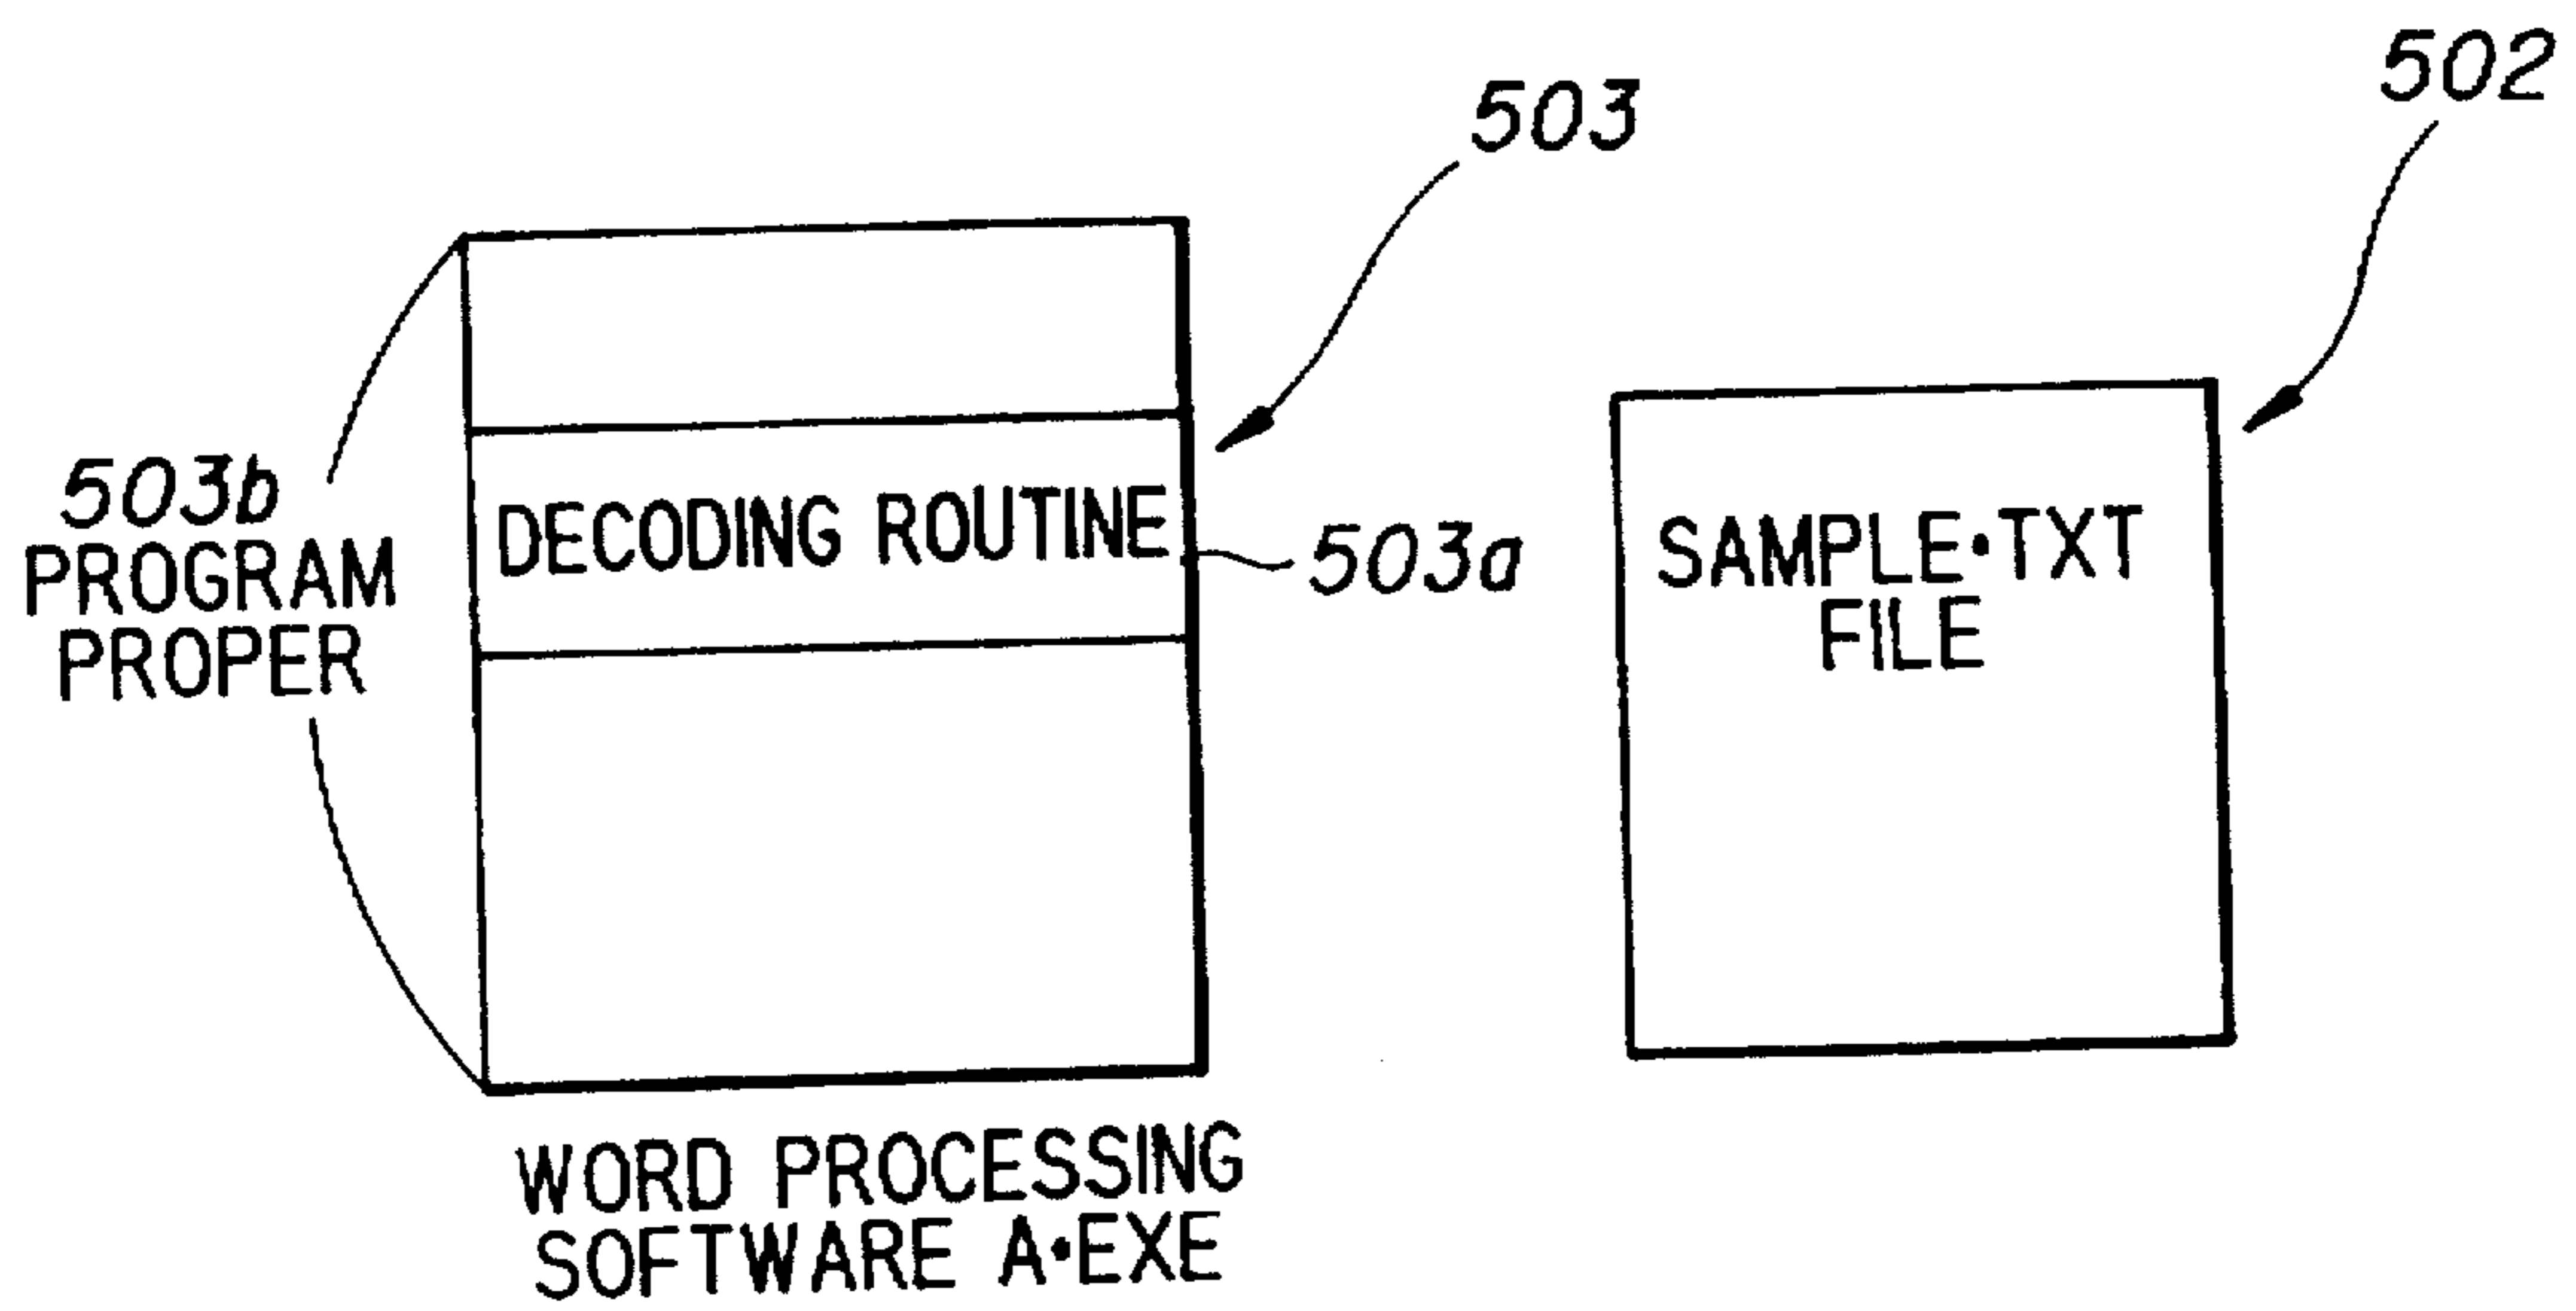 502
503
503b
PROGRAM
PROPER
DECODING ROUTINE
503a
SAMPLE·TXT
FILE
WORD PROCESSING
SOFTWARE A·EXE